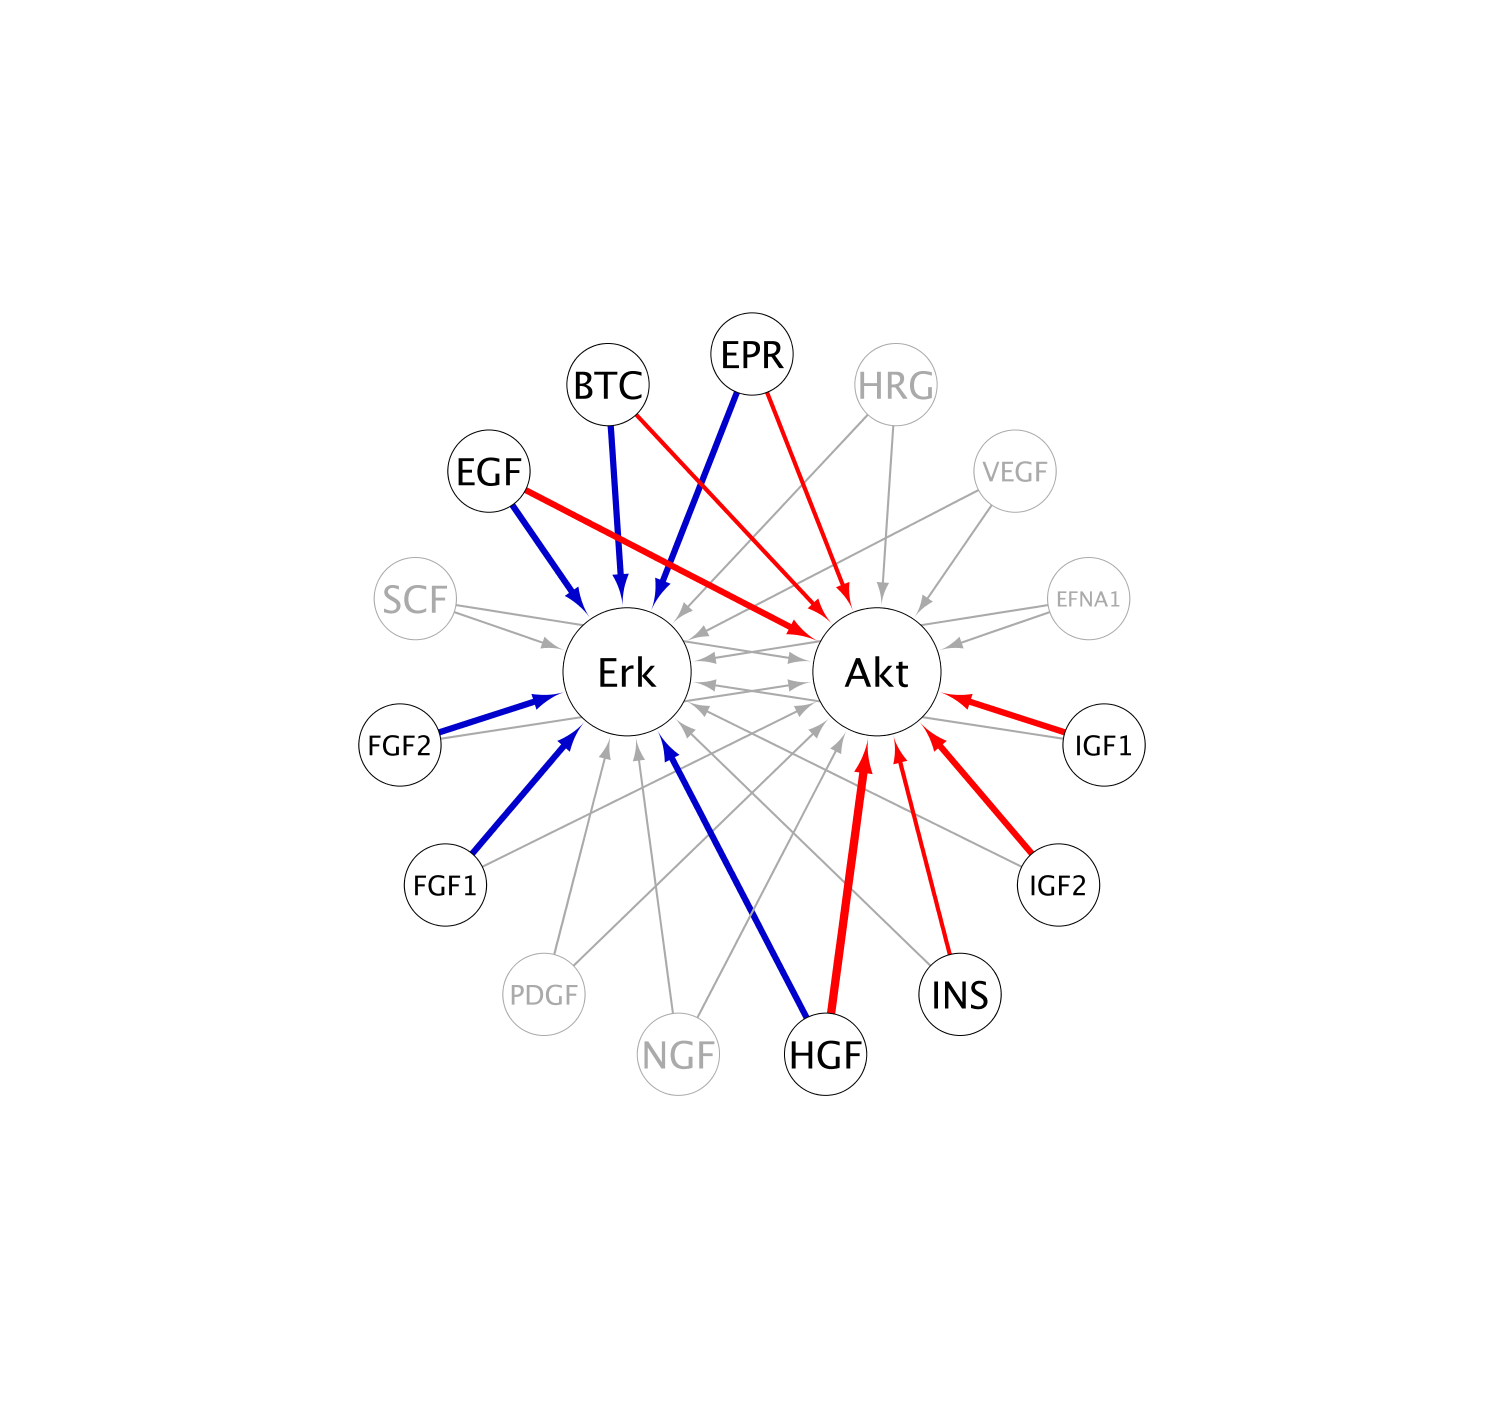 EPR
BTC
HRG
EGF
VEGF
SCF
EFNA1
Erk
Akt
FGF2
IGF1
FGF1
IGF2
PDGF
INS
NGF
HGF